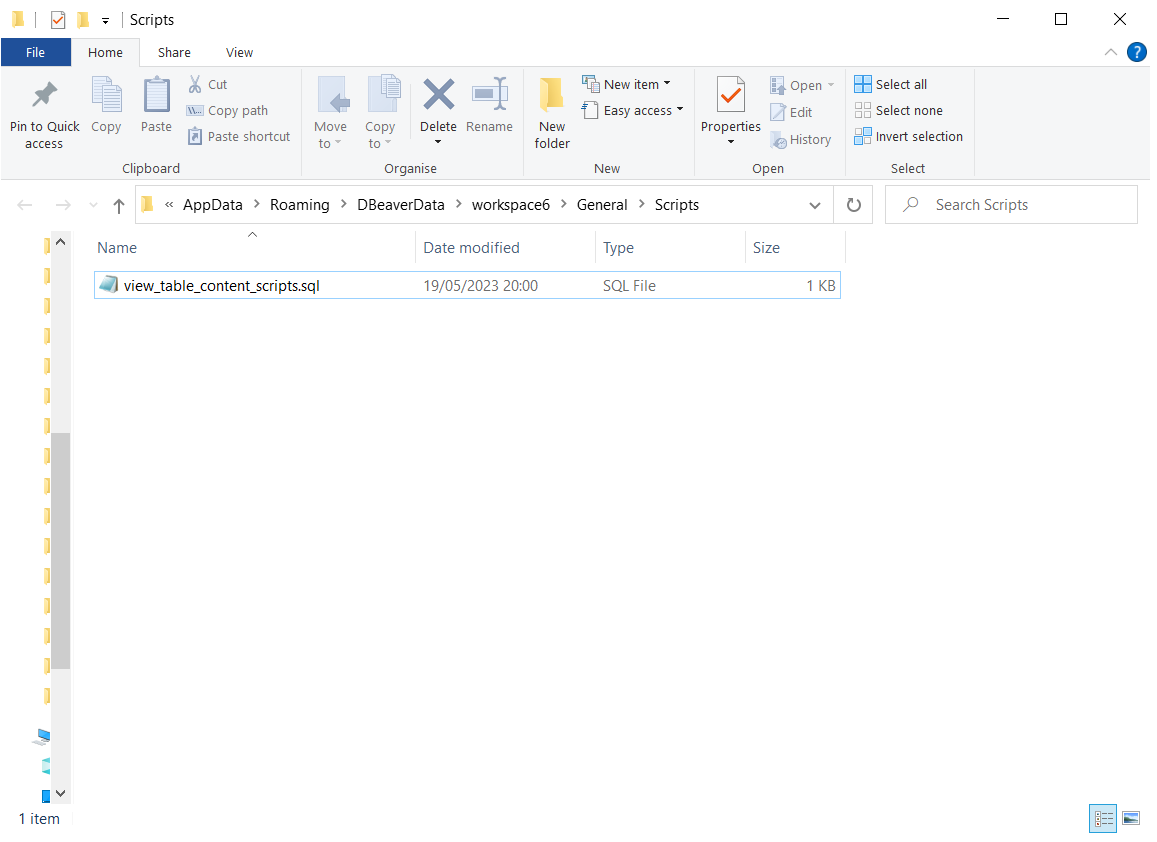 Scripts
File Home Share View
Pin to Quick access
Copy
Paste
Cut
Copy path
Paste shortcut
Clipboard
Move to
Copy to
Delete
Rename
Organise
New folder
New item
Easy access
New
Properties
Open
Edit
History
Open
Select all
Select none
Invert selection
Select
« AppData > Roaming > DBeaverData > workspace6 > General > Scripts
Search Scripts
Name Date modified Type Size
view_table_content_scripts.sql 19/05/2023 20:00 SQL File 1 KB
1 item